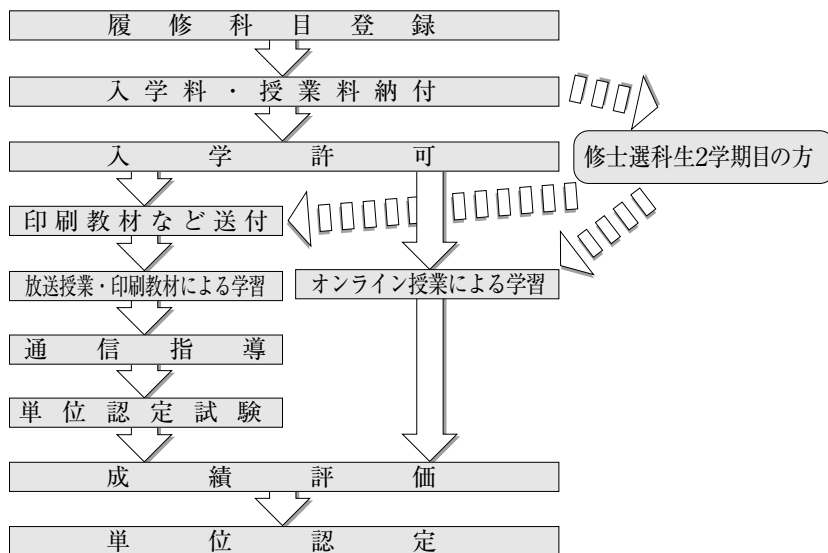 履修科目登録
入学料・授業料納付
入学許可
修士選科生2学期目の方
印刷教材など送付
放送授業・印刷教材による学習
オンライン授業による学習
通信指導
単位認定試験
成績評価
単位認定